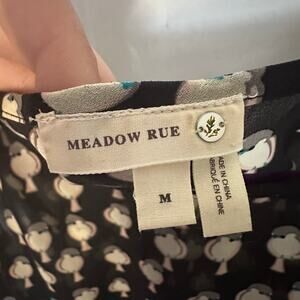 MEADOW RUE
M
MADE IN CHINA
FABRIQUÉ EN CHINE